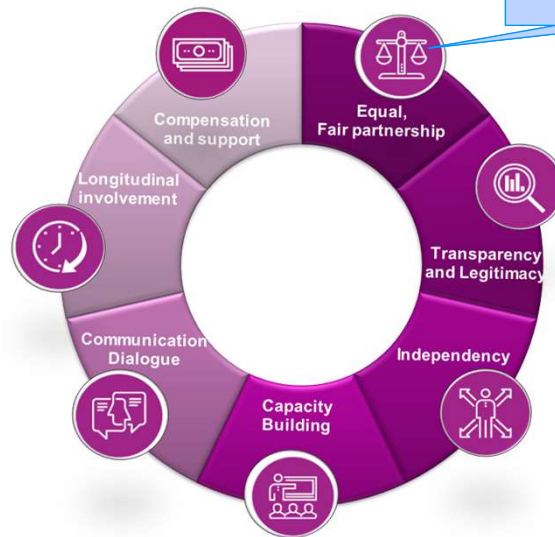 Equal,
Fair partnership
Transparency
and Legitimacy
Independency
Capacity
Building
Communication
Dialogue
Longitudinal
involvement
Compensation
and support